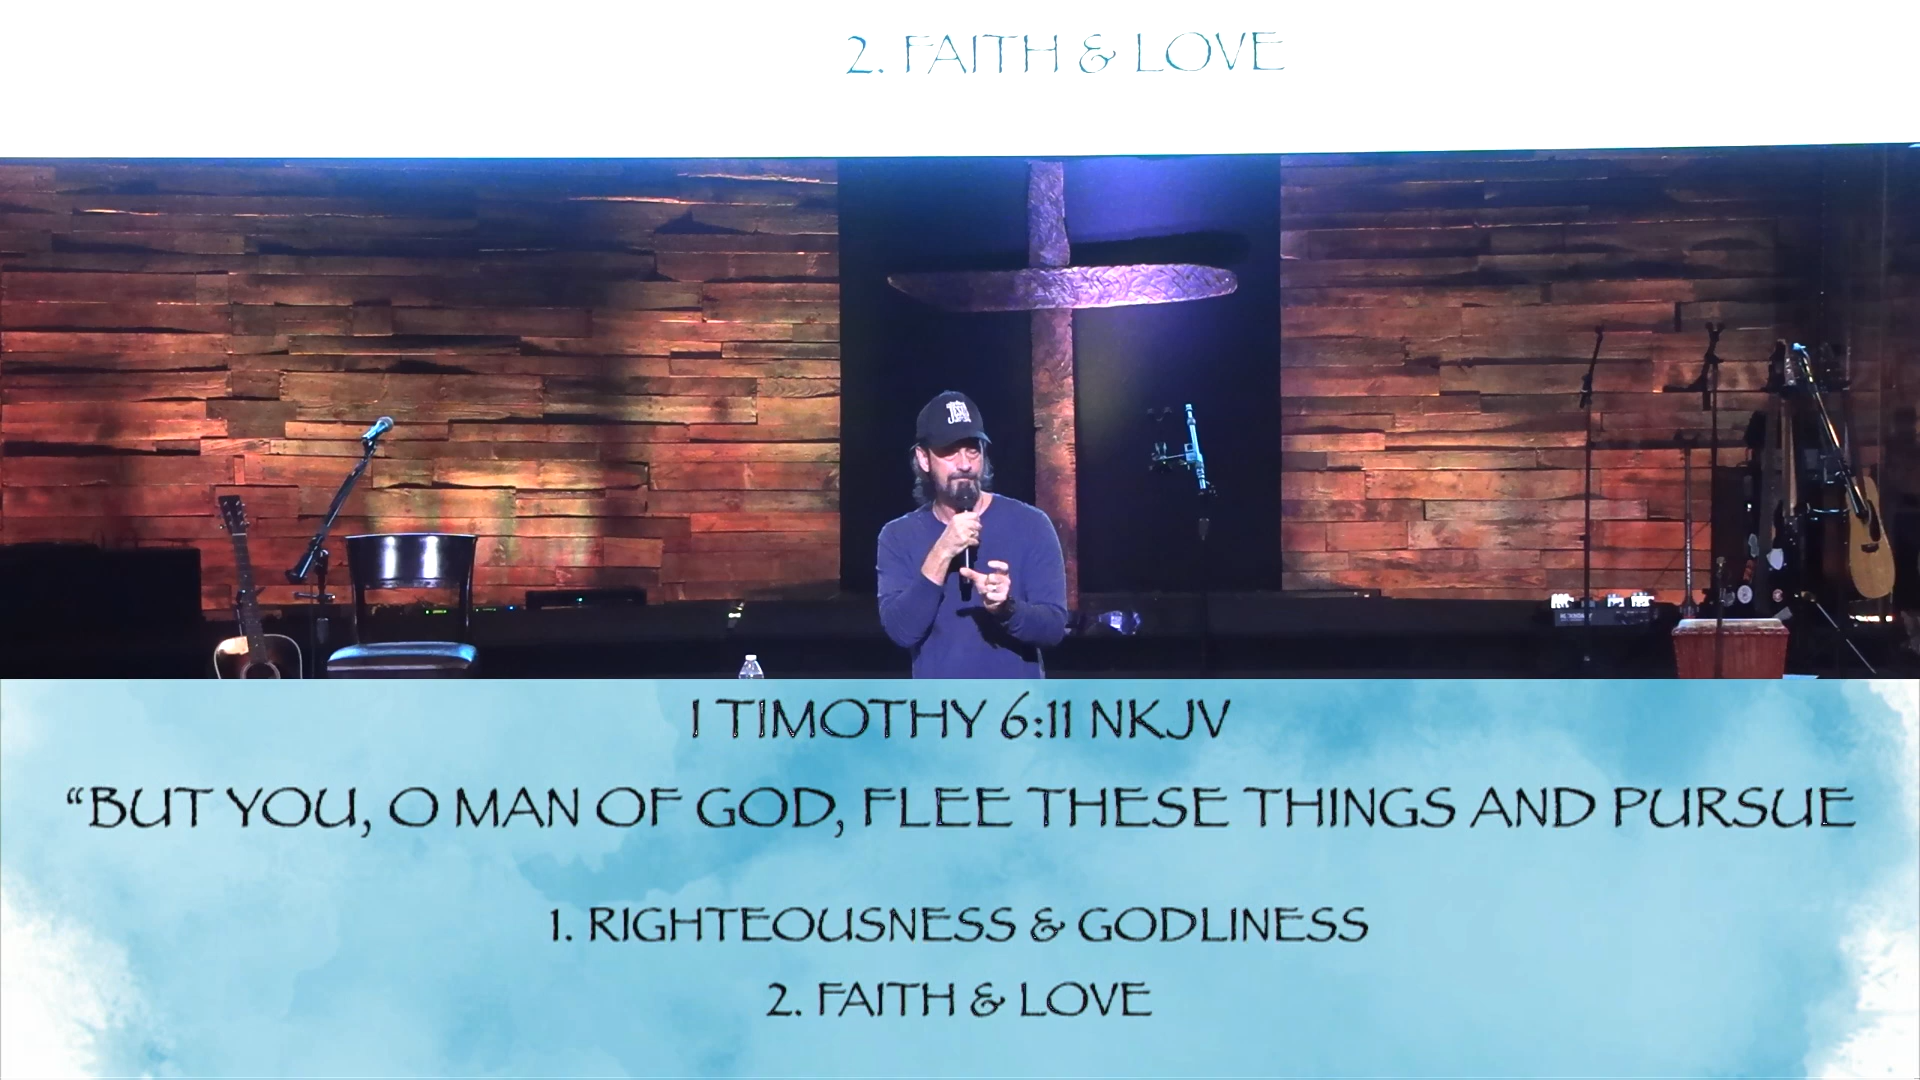 2. FAITH & LOVE
1 TIMOTHY 6:11 NKJV
“BUT YOU, O MAN OF GOD, FLEE THESE THINGS AND PURSUE
1. RIGHTEOUSNESS & GODLINESS
2. FAITH & LOVE